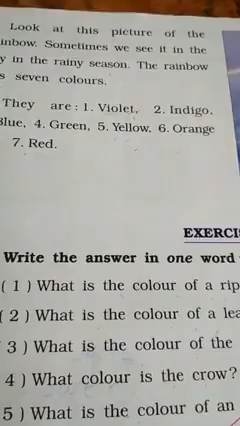 Look at this picture of the
inbow. Sometimes we see it in the
y in the rainy season. The rainbow
s seven colours.
They are : 1. Violet, 2. Indigo,
Blue, 4. Green, 5. Yellow, 6. Orange
7. Red.
EXERCIS
Write the answer in one word
( 1 ) What is the colour of a rip
( 2 ) What is the colour of a lea
3 ) What is the colour of the
4 ) What colour is the crow?
5 ) What is the colour of an